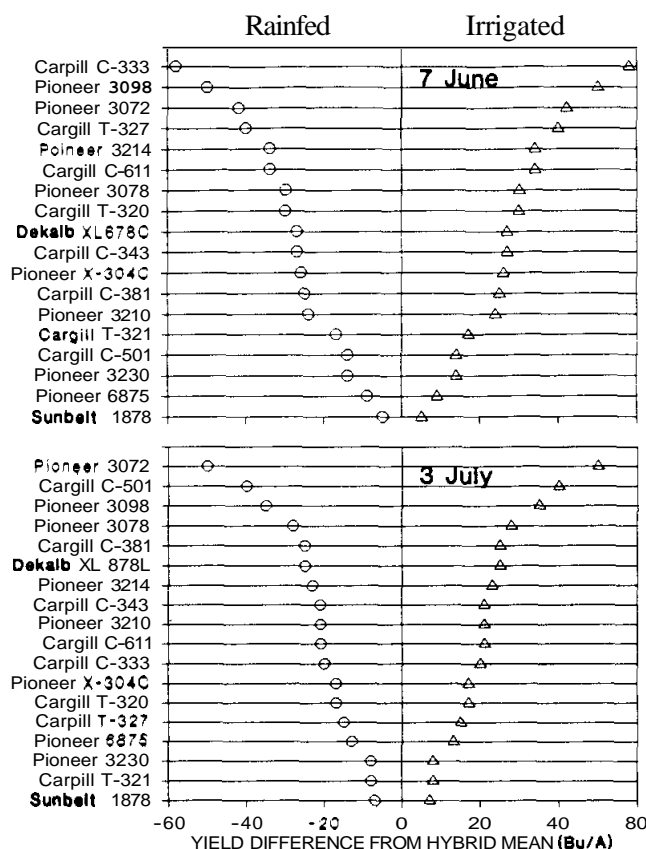 Rainfed Irrigated
7 June
Carpill C-333
Pioneer 3098
Pioneer 3072
Cargill T-327
Poineer 3214
Cargill C-611
Pioneer 3078
Cargill T-320
Dekalb XL678C
Carpill C-343
Pioneer X-304C
Carpill C-381
Pioneer 3210
Cargill T-321
Cargill C-501
Pioneer 3230
Pioneer 6875
Sunbelt 1878
3 July
Pioneer 3072
Cargill C-501
Pioneer 3098
Pioneer 3078
Cargill C-381
Dekalb XL 878L
Pioneer 3214
Carpill C-343
Pioneer 3210
Cargill C-611
Carpill C-333
Pioneer X-304C
Cargill T-320
Carpill T-327
Pioneer 6875
Pioneer 3230
Carpill T-321
Sunbelt 1878
-60 -40 -20 0 20 40 60 80
YIELD DIFFERENCE FROM HYBRID MEAN (Bu/A)